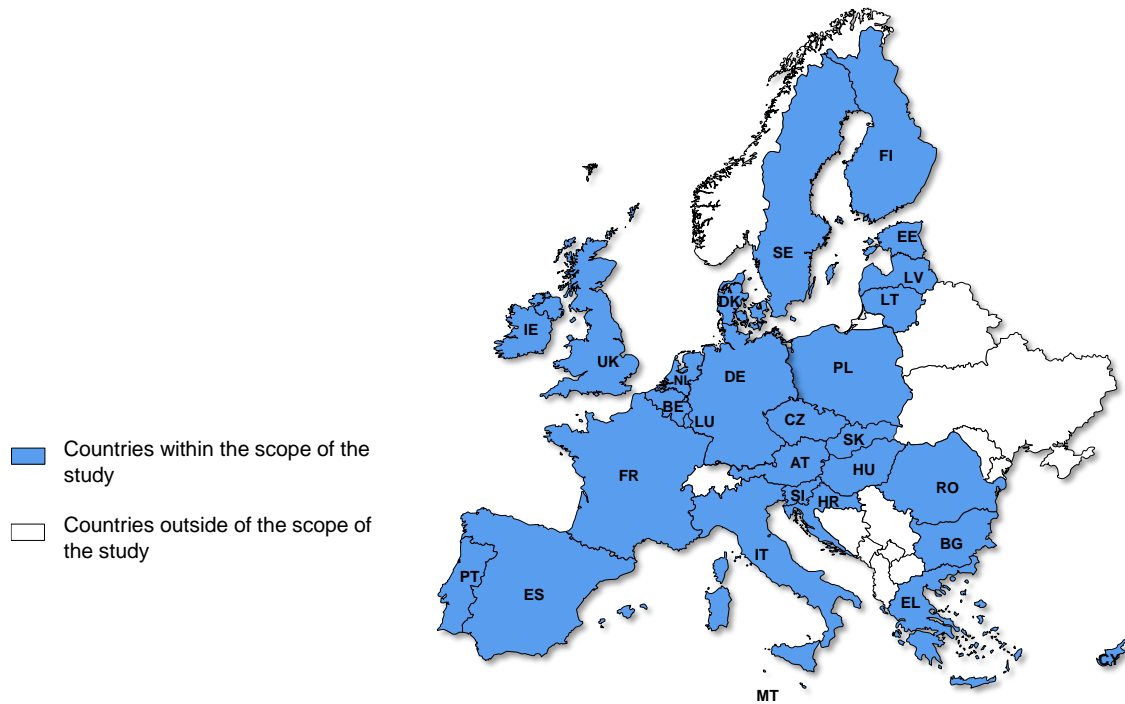 FI
SE
EE
LV
LT
DK
IE
UK
NL
DE
PL
BE
LU
CZ
SK
AT
HU
FR
SI
HR
RO
BG
IT
PT
ES
EL
CY
MT
Countries within the scope of the
study
Countries outside of the scope of
the study